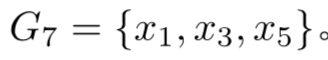 G₇ = {x₁, x₃, x₅}。